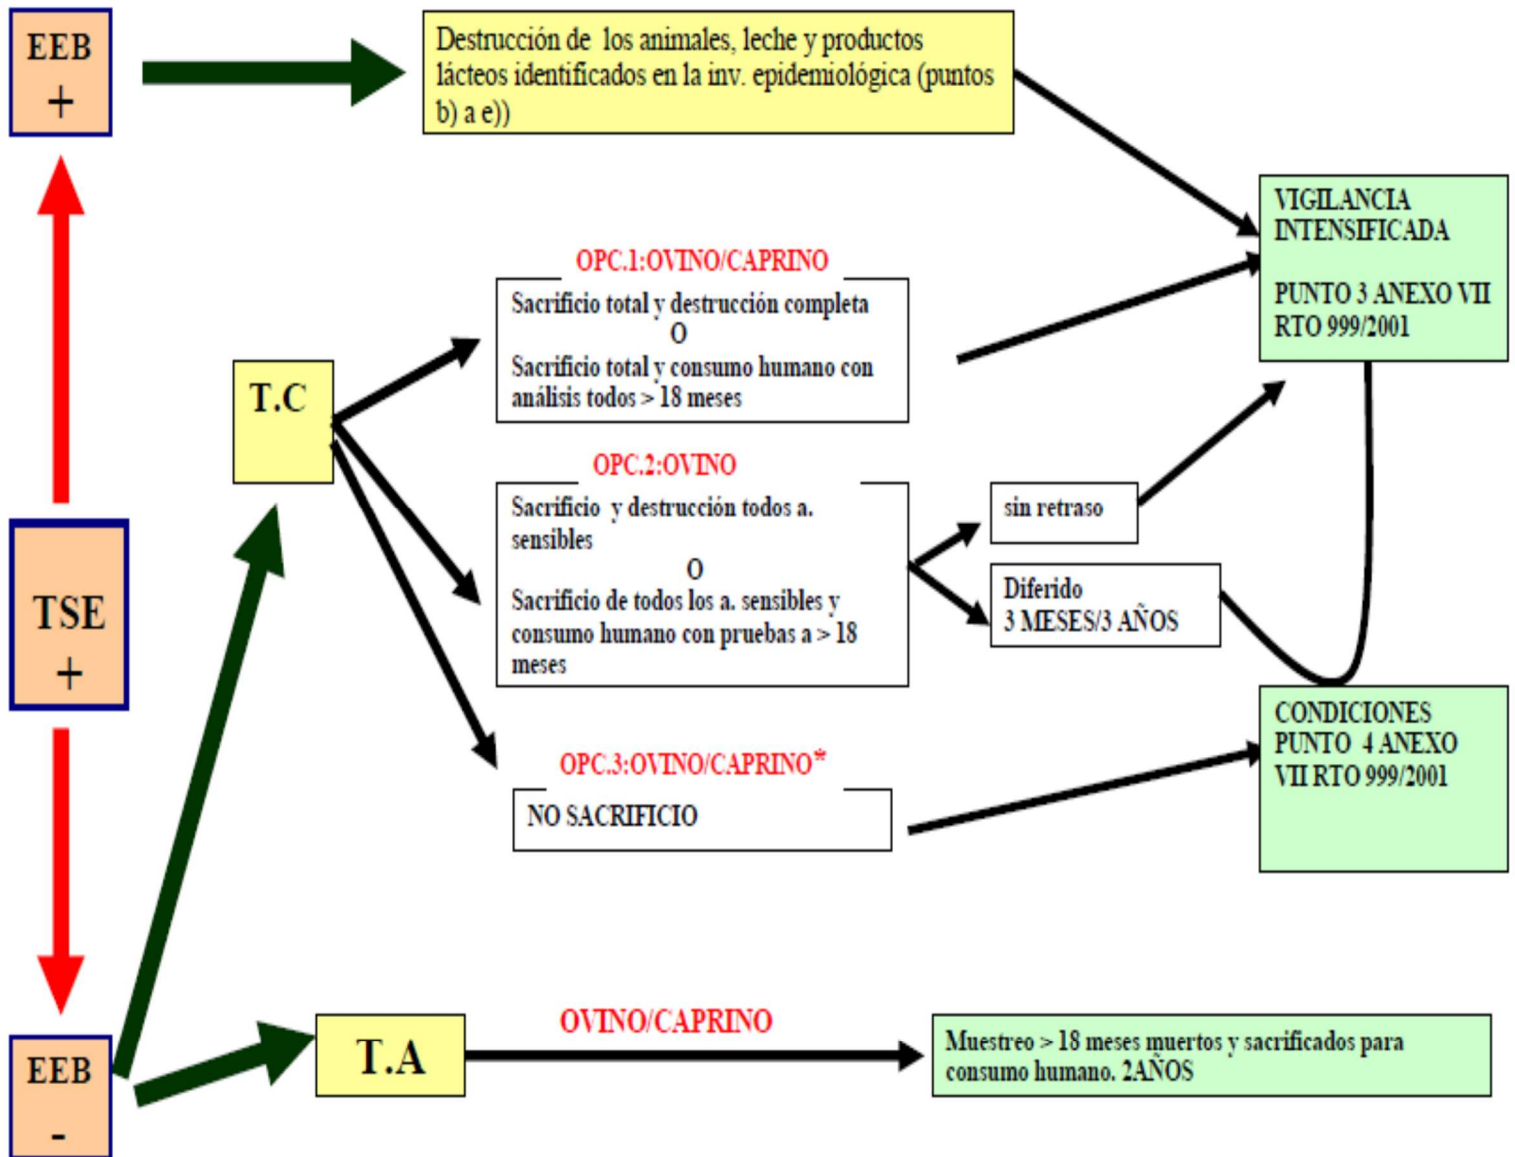 EEB
+
Destrucción de los animales, leche y productos
lácteos identificados en la inv. epidemiológica (puntos
b) a e))
VIGILANCIA
INTENSIFICADA
PUNTO 3 ANEXO VII
RTO 999/2001
OPC.1:OVINO/CAPRINO
Sacrificio total y destrucción completa
O
Sacrificio total y consumo humano con
análisis todos > 18 meses
T.C
OPC.2:OVINO
Sacrificio y destrucción todos a.
sensibles
O
Sacrificio de todos los a. sensibles y
consumo humano con pruebas a > 18
meses
sin retraso
Diferido
3 MESES/3 AÑOS
TSE
+
CONDICIONES
PUNTO 4 ANEXO
VII RTO 999/2001
OPC.3:OVINO/CAPRINO*
NO SACRIFICIO
EEB
-
T.A
OVINO/CAPRINO
Muestreo > 18 meses muertos y sacrificados para
consumo humano. 2AÑOS